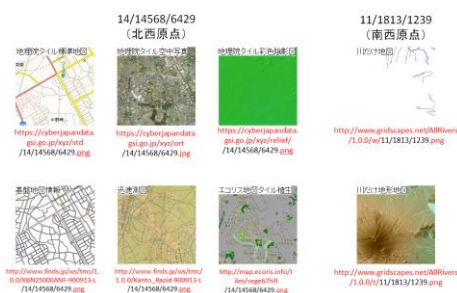 14/14568/6429
（北西原点）
11/1813/1239
（南西原点）
地理院タイル標準地図
地理院タイル空中写真
地理院タイル彩色陰影図
川だけ地図
https://cyberjapandata.
gsi.go.jp/xyz/std
/14/14568/6429.png
https://cyberjapandata.
gsi.go.jp/xyz/ort
/14/14568/6429.jpg
https://cyberjapandata.
gsi.go.jp/xyz/relief/
/14/14568/6429.png
http://www.gridscapes.net/AllRivers
/1.0.0/w/11/1813/1239.png
基盤地図情報
迅速測図
エコリス地図タイル植生
川だけ地形地図
http://www.finds.jp/ws/tmc/1.
0.0/KBN25000ANF-900913-L
/14/14568/6429.png
http://www.finds.jp/ws/tmc/
1.0.0/Kanto_Rapid-900913-L
/14/14568/6429.png
http://map.ecoris.info/t
iles/vege67hill
/14/14568/6429.png
http://www.gridscapes.net/AllRivers
/1.0.0/t/11/1813/1239.png